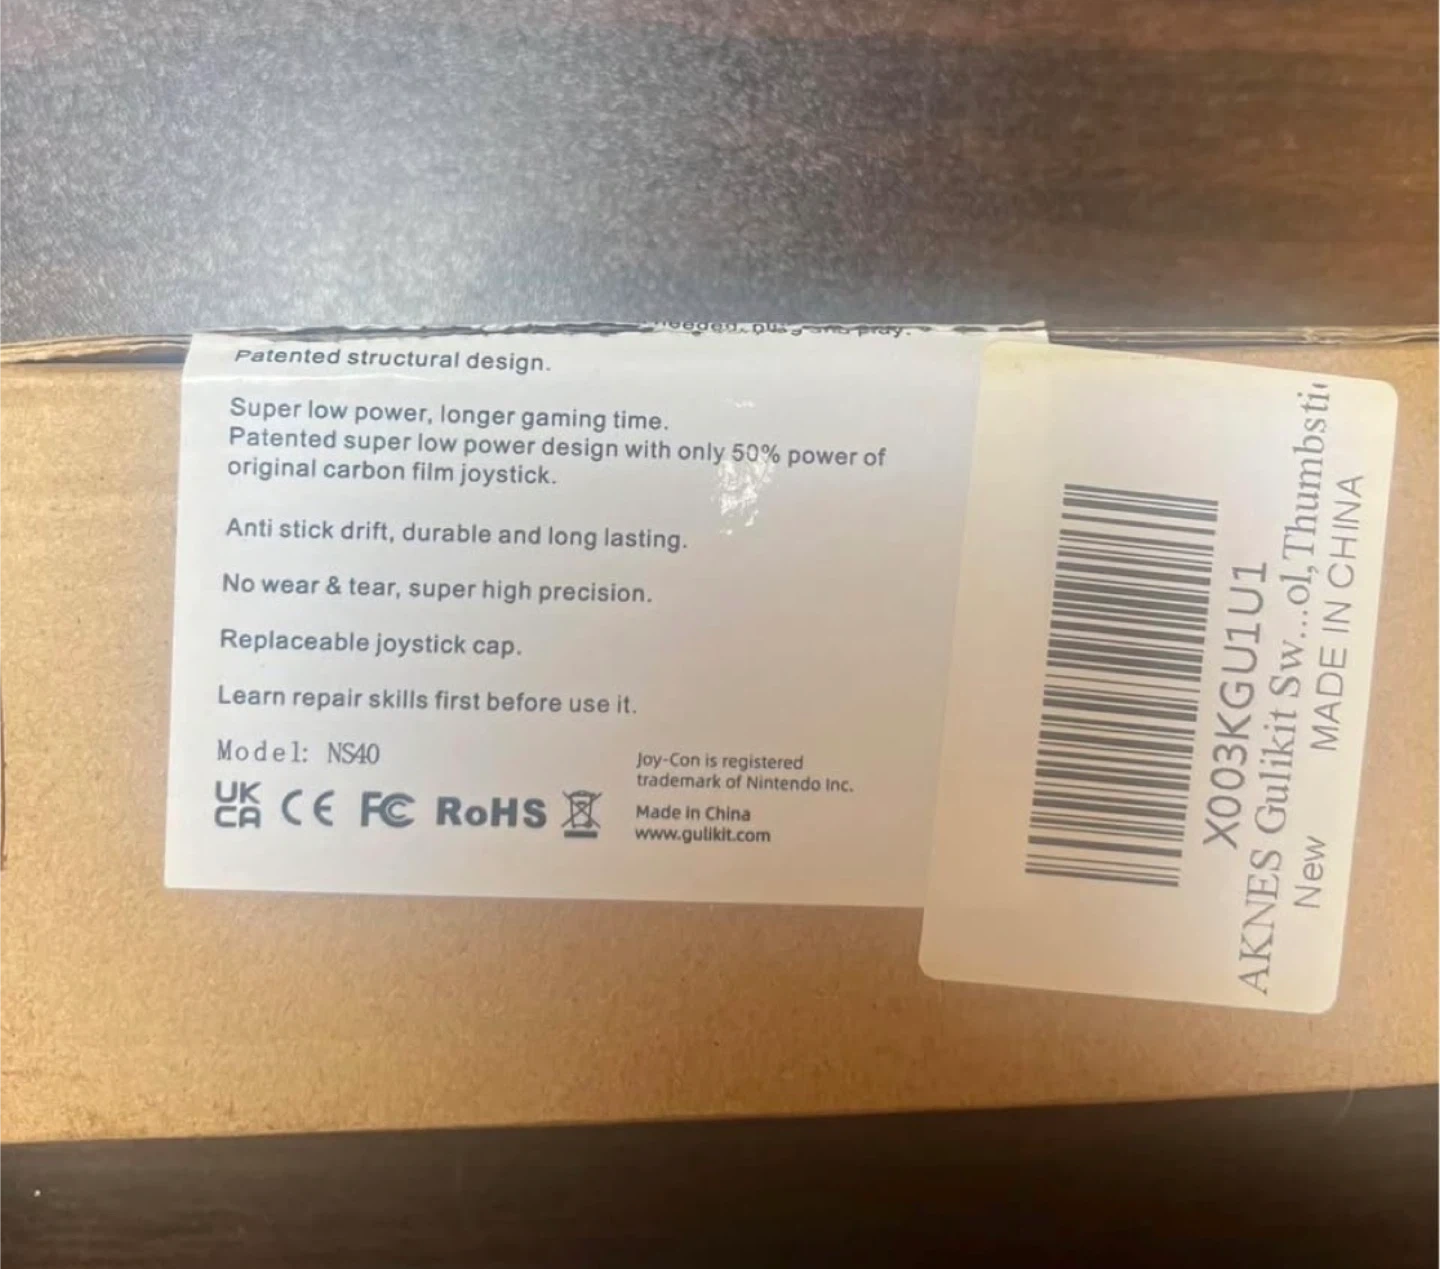 needed, plug and play.
Patented structural design.
Super low power, longer gaming time.
Patented super low power design with only 50% power of
original carbon film joystick.
Anti stick drift, durable and long lasting.
No wear & tear, super high precision.
Replaceable joystick cap.
Learn repair skills first before use it.
Model: NS40
UK
CA CE FC RoHS
Joy-Con is registered
trademark of Nintendo Inc.
Made in China
www.gulikit.com
X003KGU1U1
AKNES Gulikit Sw...ol, Thumbsti
New MADE IN CHINA